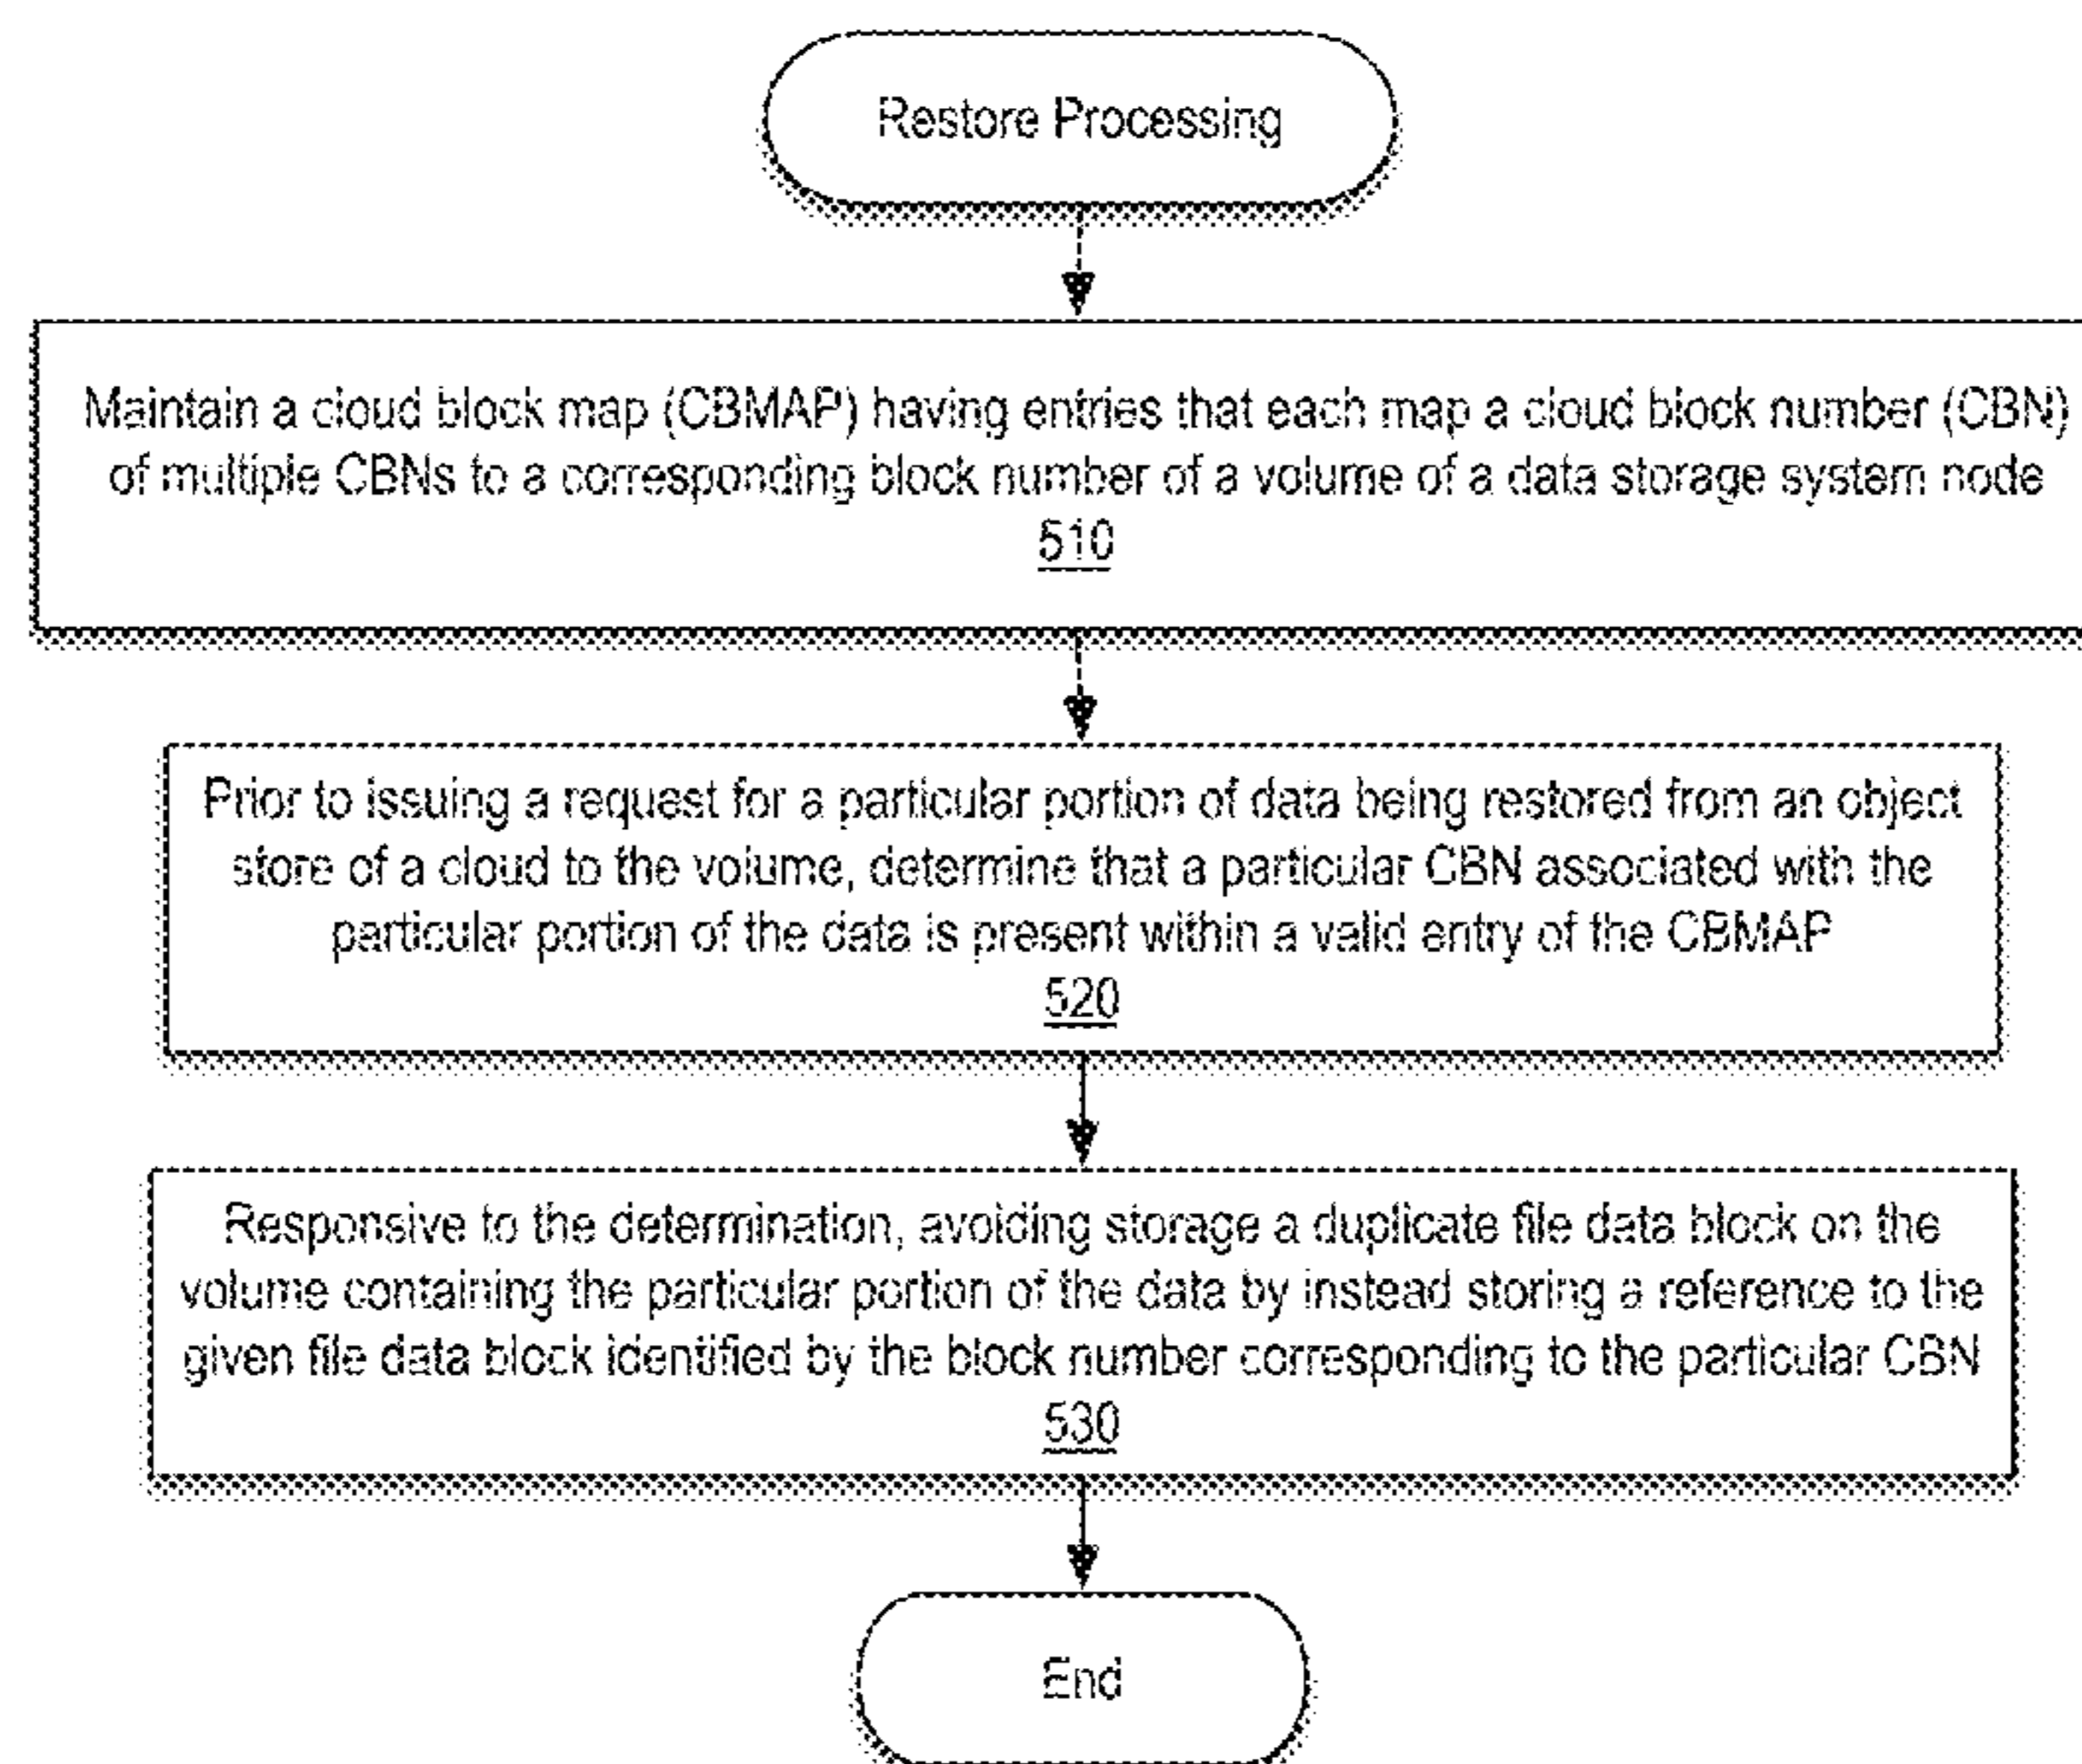 Restore Processing
Maintain a cloud block map (CBMAP) having entries that each map a cloud block number (CBN)
of multiple CBNs to a corresponding block number of a volume of a data storage system node
510
Prior to issuing a request for a particular portion of data being restored from an object
store of a cloud to the volume, determine that a particular CBN associated with the
particular portion of the data is present within a valid entry of the CBMAP
520
Responsive to the determination, avoiding storage a duplicate file data block on the
volume containing the particular portion of the data by instead storing a reference to the
given file data block identified by the block number corresponding to the particular CBN
530
End